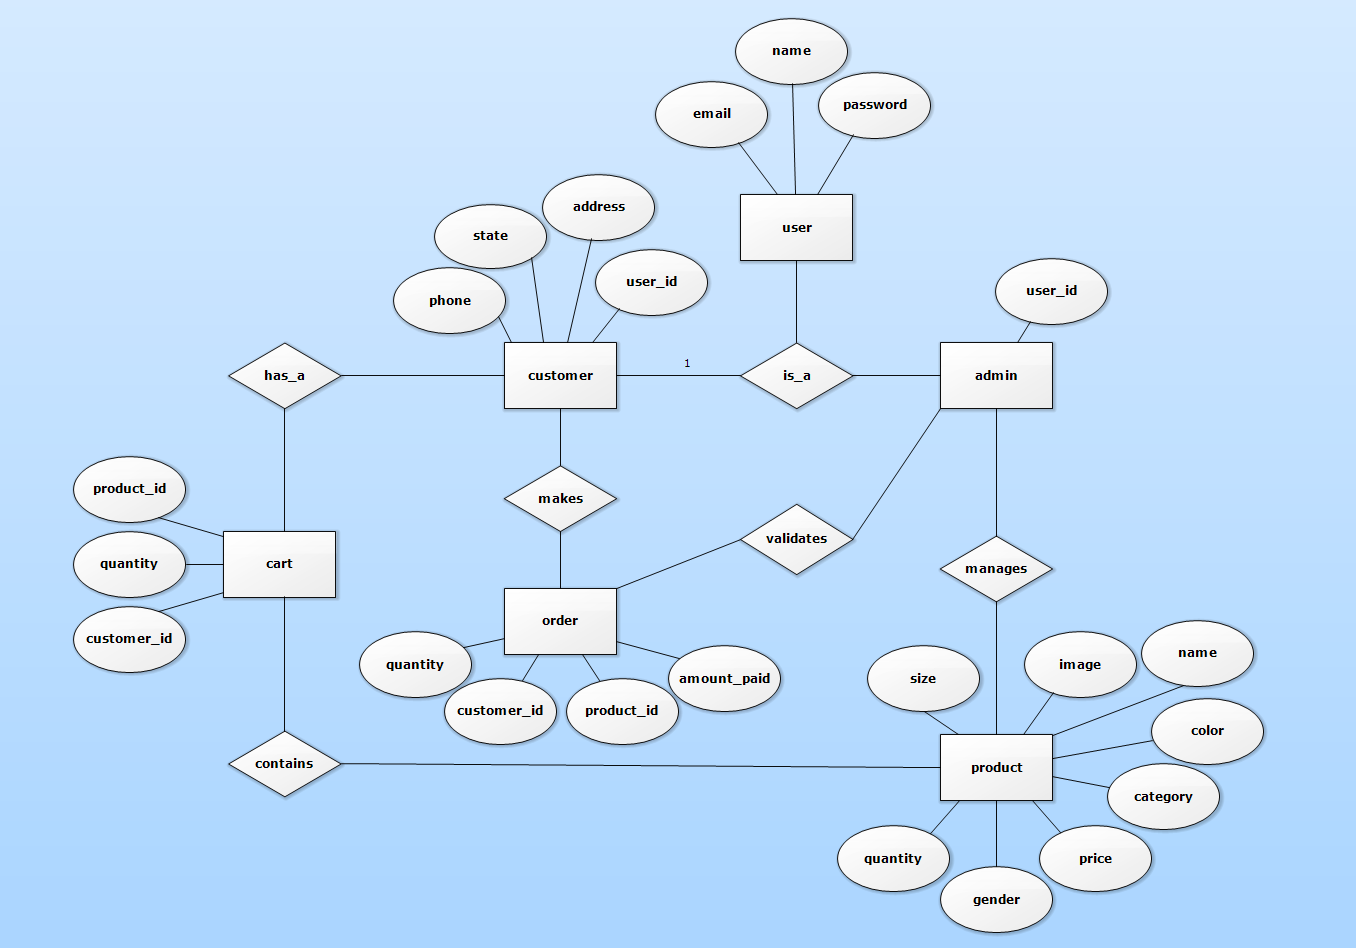 name
password
email
address
user
state
user_id
user_id
phone
1
has_a
customer
is_a
admin
product_id
makes
validates
quantity
cart
manages
order
customer_id
name
quantity
image
amount_paid
size
customer_id
product_id
color
contains
product
category
quantity
price
gender